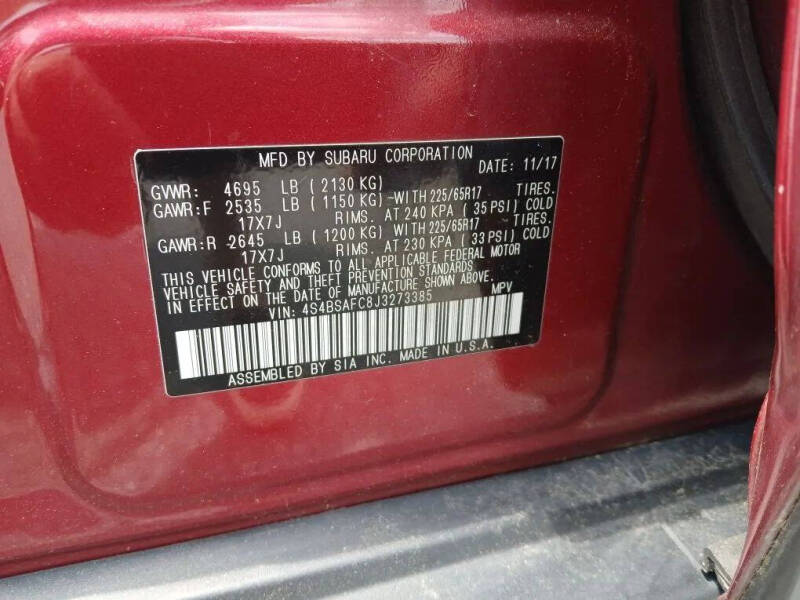 MFD BY SUBARU CORPORATION DATE: 11/17
GVWR: 4695 LB ( 2130 KG) TIRES.
GAWR:F 2535 LB ( 1150 KG) -WITH 225/65R17
17X7J RIMS. AT 240 KPA ( 35 PSI) COLD
GAWR:R -2645 LB ( 1200 KG) WITH 225/65R17 TIRES.
17X7J RIMS. AT 230 KPA ( 33 PSI) COLD
THIS VEHICLE CONFORMS TO ALL APPLICABLE FEDERAL MOTOR
VEHICLE SAFETY AND THEFT PREVENTION STANDARDS
IN EFFECT ON THE DATE OF MANUFACTURE SHOWN ABOVE.
VIN: 4S4BSAFC8J3273385 MPV
ASSEMBLED BY SIA INC. MADE IN U.S.A.